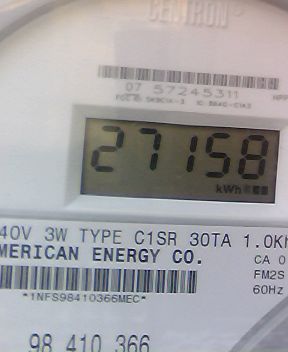 CENTRON®
07 57245311
27158
kWh
40V 3W TYPE C1SR 30TA 1.0Kh
MERICAN ENERGY CO.
CA 0
FM2S
60Hz
*1NFS98410366MEC*
98 410 366